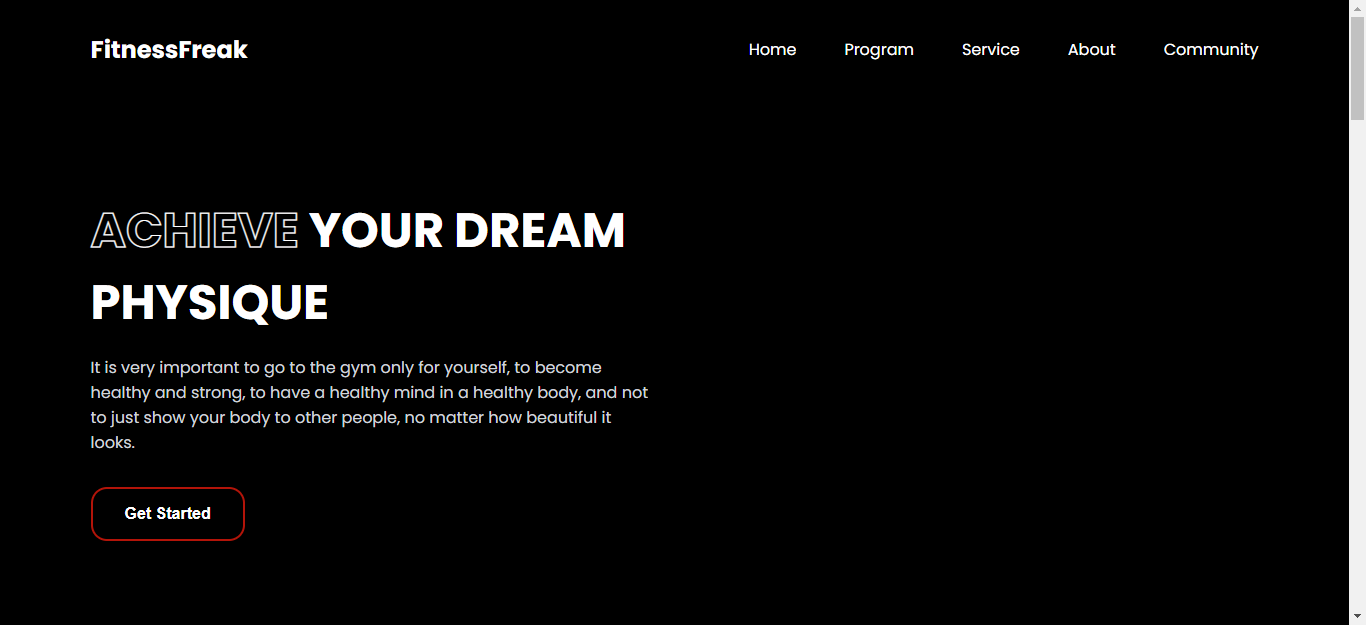 FitnessFreak
Home Program Service About Community
ACHIEVE YOUR DREAM
PHYSIQUE
It is very important to go to the gym only for yourself, to become
healthy and strong, to have a healthy mind in a healthy body, and not
to just show your body to other people, no matter how beautiful it
looks.
Get Started